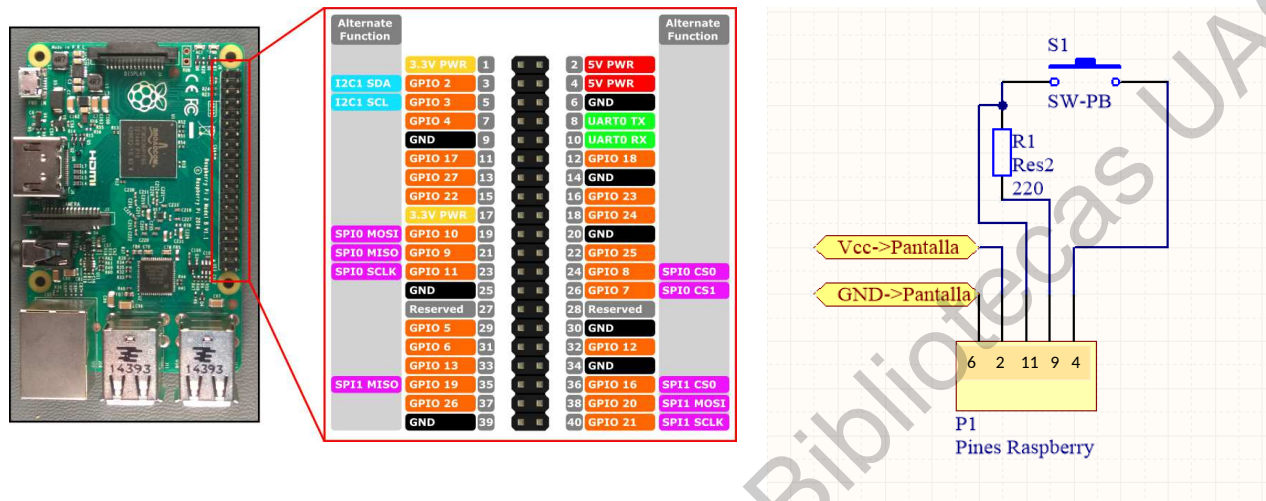 Alternate
Function
Alternate
Function
3.3V PWR 1 2 5V PWR
I2C1 SDA GPIO 2 3 4 5V PWR
I2C1 SCL GPIO 3 5 6 GND
GPIO 4 7 8 UART0 TX
GND 9 10 UART0 RX
GPIO 17 11 12 GPIO 18
GPIO 27 13 14 GND
GPIO 22 15 16 GPIO 23
3.3V PWR 17 18 GPIO 24
SPI0 MOSI GPIO 10 19 20 GND
SPI0 MISO GPIO 9 21 22 GPIO 25
SPI0 SCLK GPIO 11 23 24 GPIO 8 SPI0 CS0
GND 25 26 GPIO 7 SPI0 CS1
Reserved 27 28 Reserved
GPIO 5 29 30 GND
GPIO 6 31 32 GPIO 12
GPIO 13 33 34 GND
SPI1 MISO GPIO 19 35 36 GPIO 16 SPI1 CS0
GPIO 26 37 38 GPIO 20 SPI1 MOSI
GND 39 40 GPIO 21 SPI1 SCLK
DISPLAY
HDMI
14393
14393
S1
SW-PB
R1
Res2
220
Vcc->Pantalla
GND->Pantalla
6 2 11 9 4
P1
Pines Raspberry
Bibliotecas UA